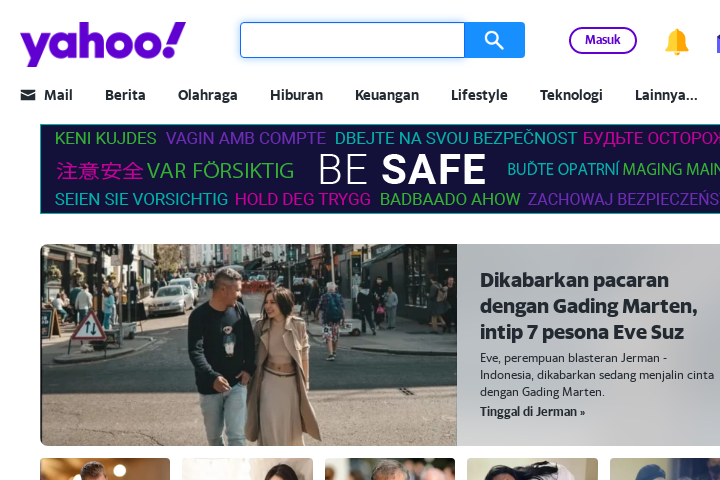 yahoo!
Masuk
Mail Berita Olahraga Hiburan Keuangan Lifestyle Teknologi Lainnya...
KENI KUJDES VAGIN AMB COMPTE DBEJTE NA SVOU BEZPEČNOST БУДЬТЕ
注意安全 VAR FÖRSIKTIG BE SAFE BUĎTE OPATRNÍ MAGING
SEIEN SIE VORSICHTIG HOLD DEG TRYGG BADBAADO AHOW ZACHOWAJ
Dikabarkan pacaran
dengan Gading Marten,
intip 7 pesona Eve Suz
Eve, perempuan blasteran Jerman -
Indonesia, dikabarkan sedang menjalin cinta
dengan Gading Marten.
Tinggal di Jerman »